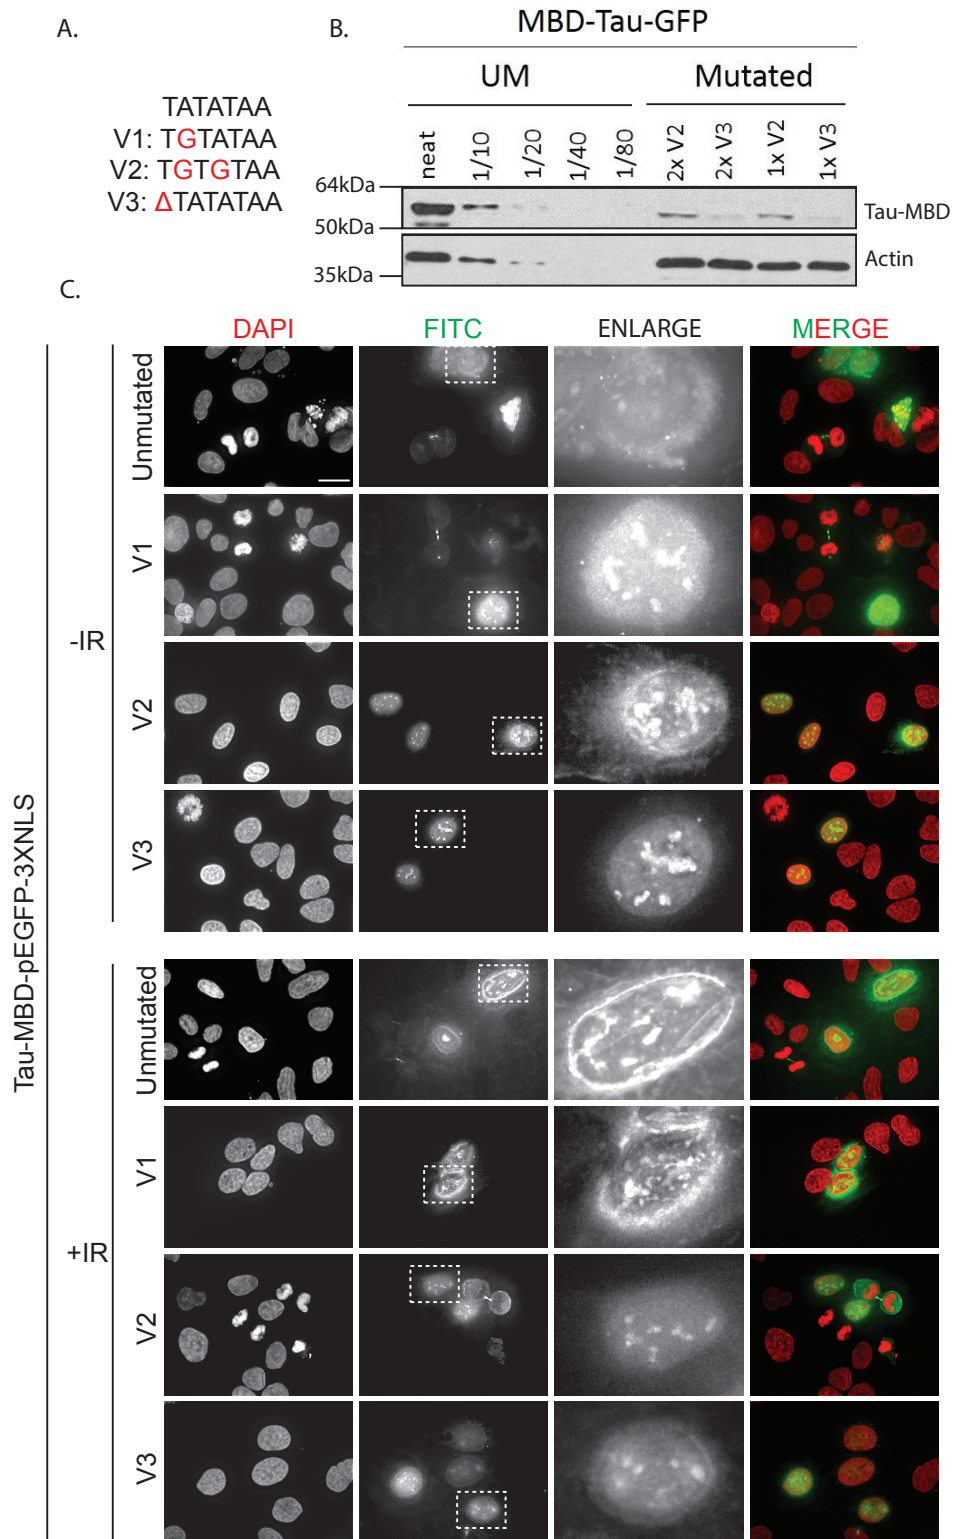 A.
TATATAA
V1: TGTATAA
V2: TGTGTAA
V3: ΔTATATAA
B.
MBD-Tau-GFP
UM
Mutated
neat
1/10
1/20
1/40
1/80
2x V2
2x V3
1x V2
1x V3
64kDa
50kDa
Tau-MBD
35kDa
Actin
C.
DAPI
FITC
ENLARGE
MERGE
Tau-MBD-pEGFP-3XNLS
-IR
Unmutated
V1
V2
V3
+IR
Unmutated
V1
V2
V3